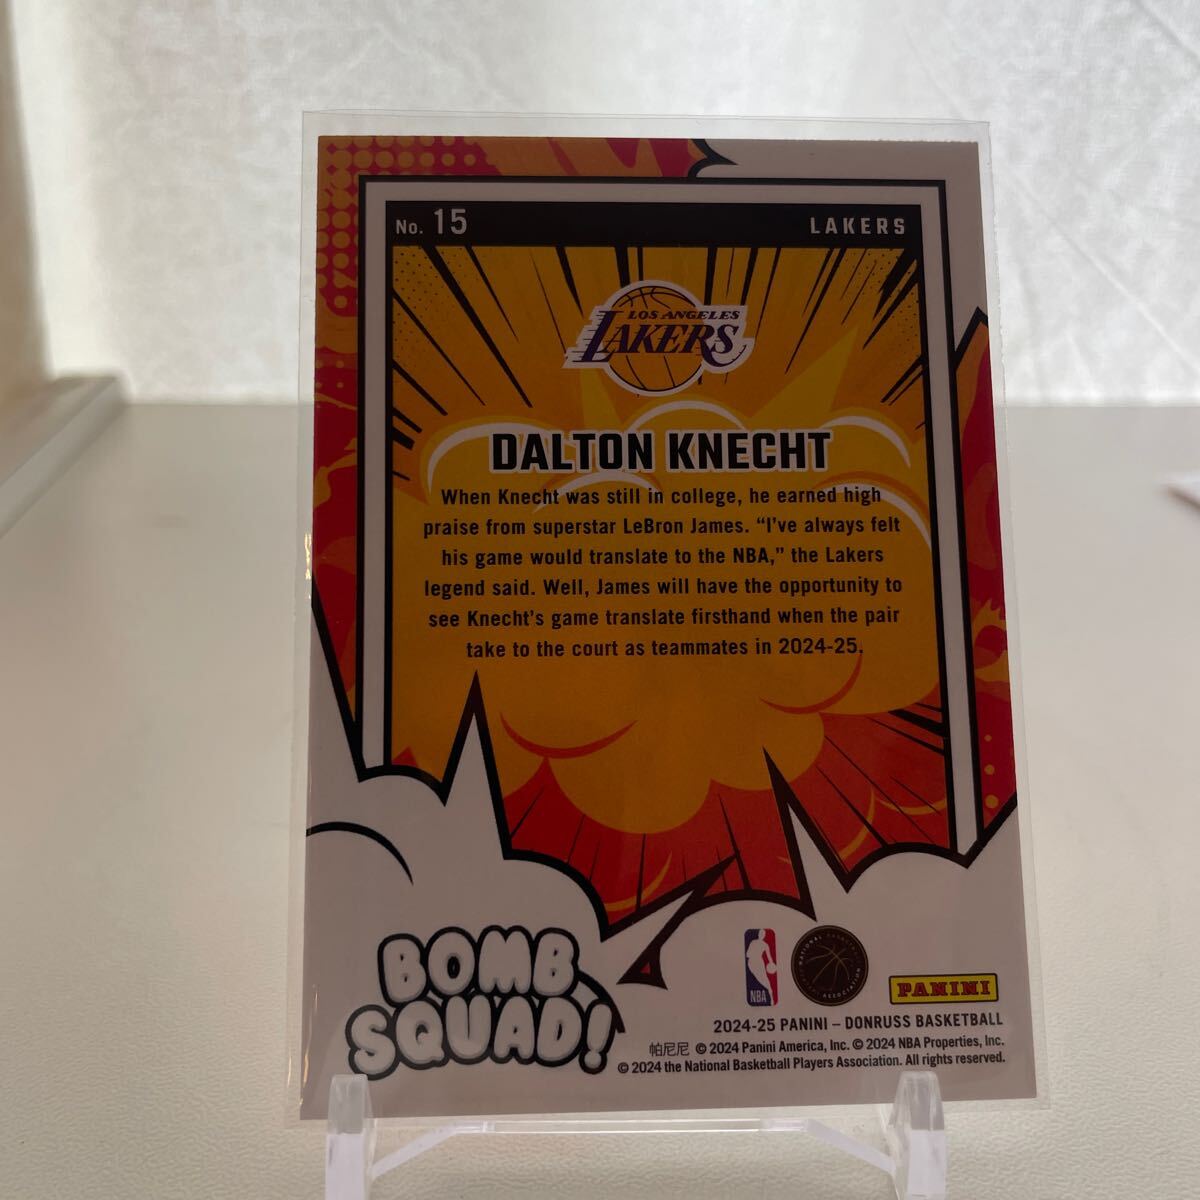 No. 15
LAKERS
LOS ANGELES
LAKERS
DALTON KNECHT
When Knecht was still in college, he earned high
praise from superstar LeBron James. “I’ve always felt
his game would translate to the NBA,” the Lakers
legend said. Well, James will have the opportunity to
see Knecht’s game translate firsthand when the pair
take to the court as teammates in 2024-25.
BOMB
SQUAD!
NBA
NATIONAL BASKETBALL
ASSOCIATION
PANINI
2024-25 PANINI – DONRUSS BASKETBALL
帕尼尼 © 2024 Panini America, Inc. © 2024 NBA Properties, Inc.
© 2024 the National Basketball Players Association. All rights reserved.